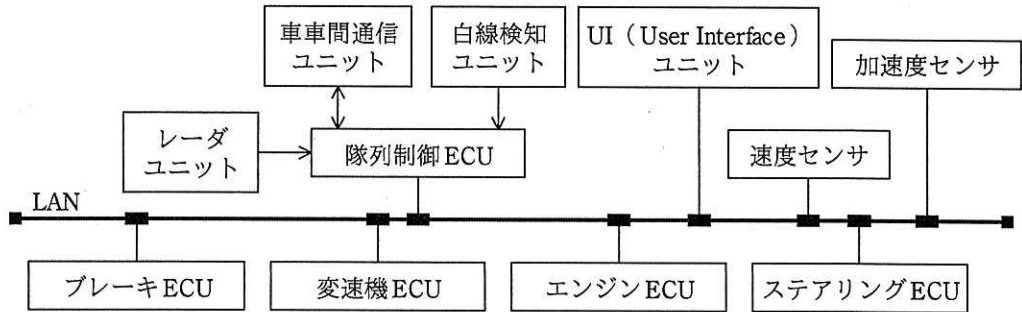 車車間通信
ユニット
白線検知
ユニット
UI（User Interface）
ユニット
加速度センサ
レーダ
ユニット
隊列制御ECU
速度センサ
LAN
ブレーキECU
変速機ECU
エンジンECU
ステアリングECU